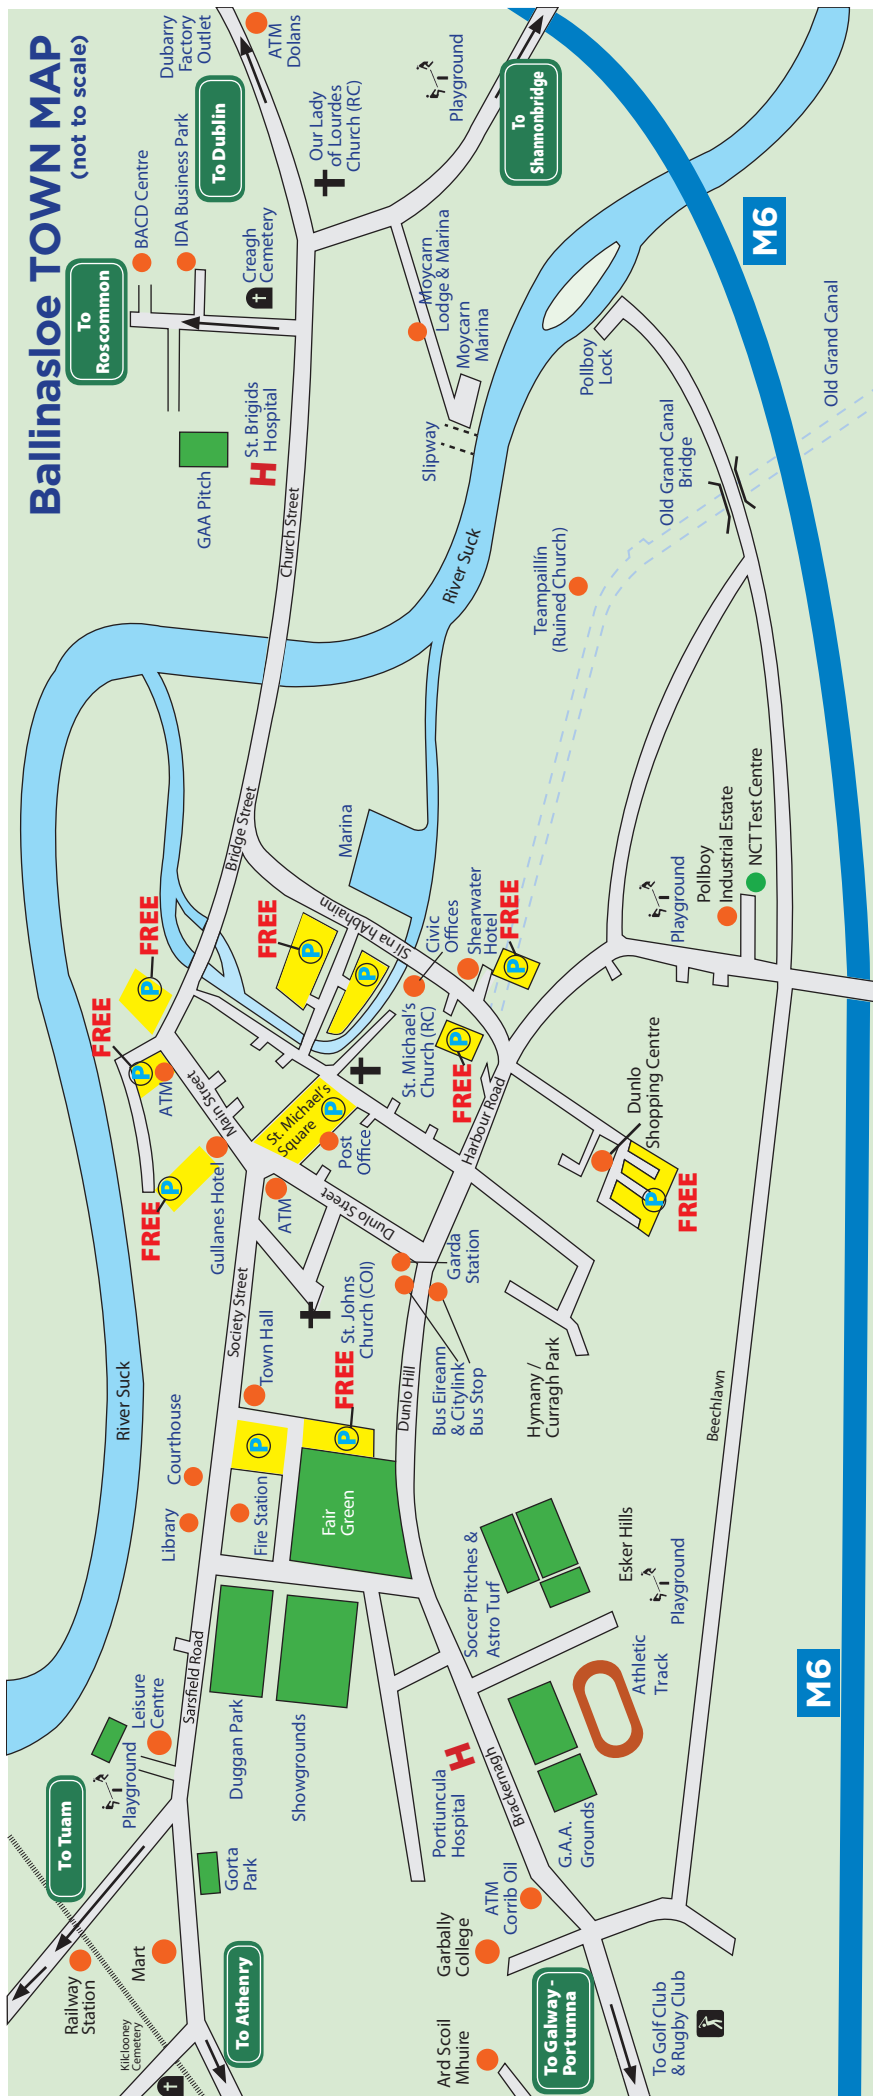 Ballinasloe TOWN MAP
(not to scale)
Dubarry
Factory
Outlet
ATM
Dolans
To Dublin
BACD Centre
IDA Business Park
To
Roscommon
Creagh
Cemetery
Our Lady
of Lourdes
Church (RC)
Playground
To
Shannonbridge
M6
Moycarn
Lodge & Marina
Moycarn
Marina
Slipway
Pollboy
Lock
Old Grand Canal
Old Grand Canal
Bridge
GAA Pitch
H
St. Brigids
Hospital
Church Street
River Suck
Teampaillín
(Ruined Church)
Bridge Street
Marina
Slí na hAbhainn
FREE
P
FREE
P
FREE
P
P
ATM
Main Street
Civic
Offices
Shearwater
Hotel
FREE
P
St. Michael's
Church (RC)
FREE
P
Playground
Pollboy
Industrial Estate
NCT Test Centre
St. Michael's
Square
P
Post
Office
Harbour Road
Dunlo
Shopping Centre
P
FREE
FREE
P
Gullanes Hotel
ATM
Dunlo Street
Society Street
Town Hall
St. Johns
Church (COI)
FREE
P
P
Garda
Station
Bus Eireann
& Citylink
Bus Stop
Dunlo Hill
Hymany /
Curragh Park
Beechlawn
River Suck
Courthouse
Library
Fire Station
Fair
Green
Soccer Pitches &
Astro Turf
Esker Hills
Playground
Athletic
Track
M6
Sarsfield Road
Leisure
Centre
Playground
Duggan Park
Showgrounds
Portiuncula
Hospital
H
Brackernagh
G.A.A.
Grounds
To Tuam
Gorta
Park
Railway
Station
Mart
Kilclooney
Cemetery
To Athenry
ATM
Corrib Oil
Garbally
College
Ard Scoil
Mhuire
To Galway -
Portumna
To Golf Club
& Rugby Club